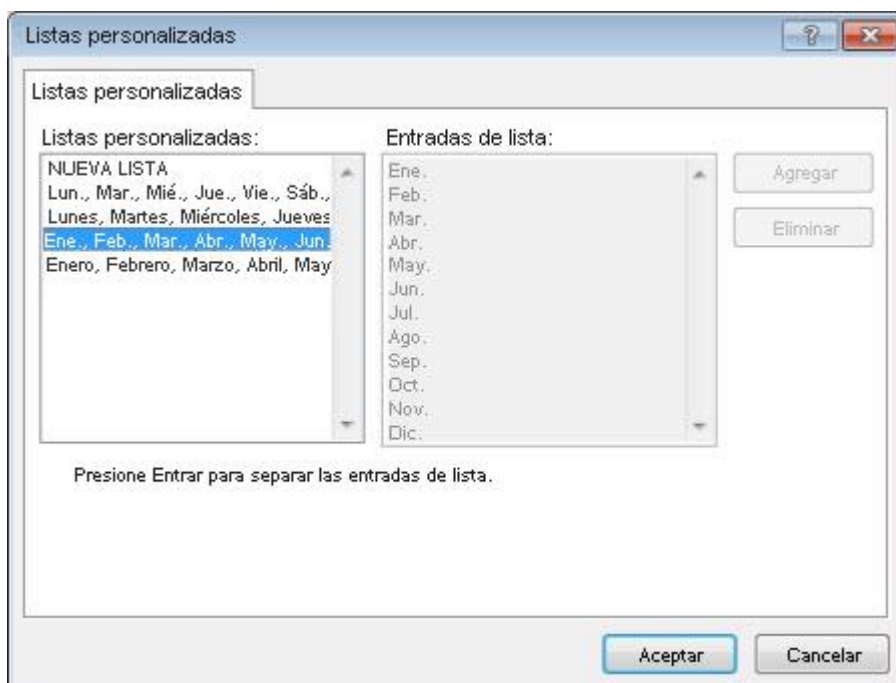 Listas personalizadas
Listas personalizadas
Listas personalizadas:
NUEVA LISTA
Lun., Mar., Mié., Jue., Vie., Sáb.,
Lunes, Martes, Miércoles, Jueves
Ene., Feb., Mar., Abr., May., Jun.
Enero, Febrero, Marzo, Abril, May
Entradas de lista:
Ene.
Feb.
Mar.
Abr.
May.
Jun.
Jul.
Ago.
Sep.
Oct.
Nov.
Dic.
Agregar
Eliminar
Presione Entrar para separar las entradas de lista.
Aceptar
Cancelar